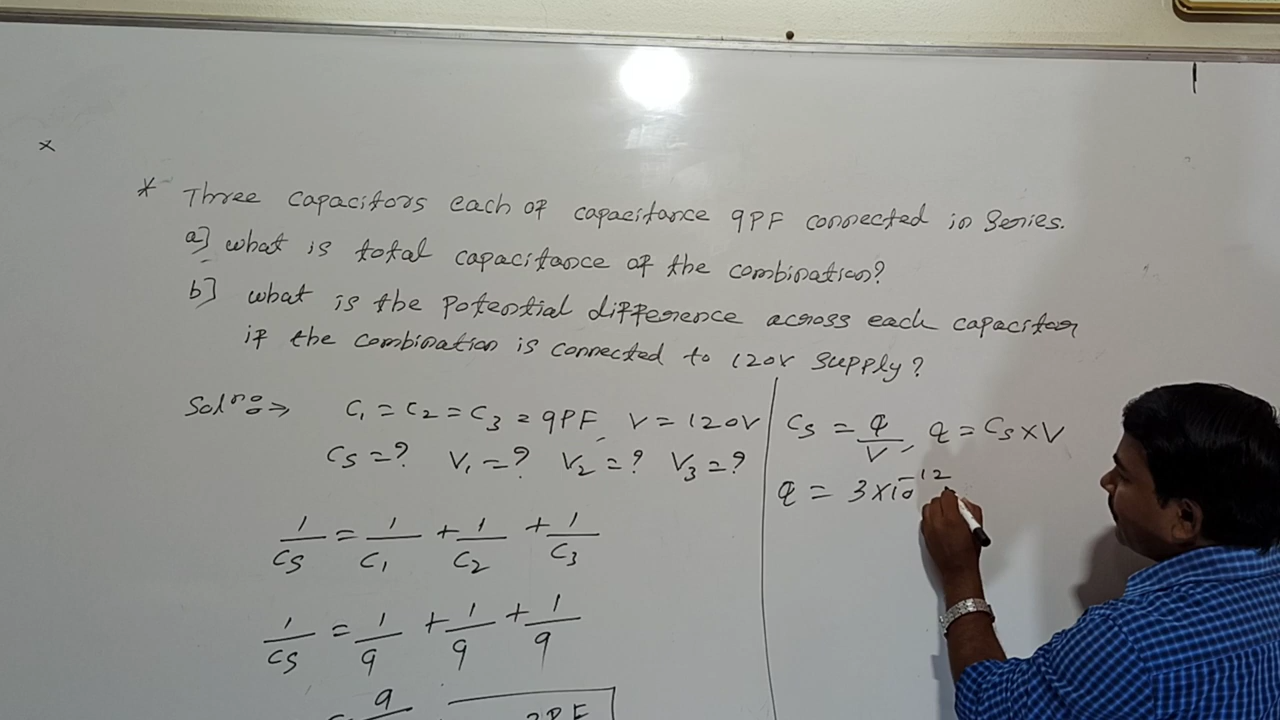 * Three capacitors each of capacitance 9PF connected in series.
a] what is total capacitance of the combination?
b] what is the potential difference across each capacitor
if the combination is connected to 120V supply?
Soln:⇒ C₁ = C₂ = C₃ = 9PF, V = 120V
Cs = ? V₁ = ? V₂ = ? V₃ = ?
1/Cs = 1/C₁ + 1/C₂ + 1/C₃
1/Cs = 1/9 + 1/9 + 1/9
9
3PF
Cs = q/V, q = Cs×V
q = 3×10⁻¹²